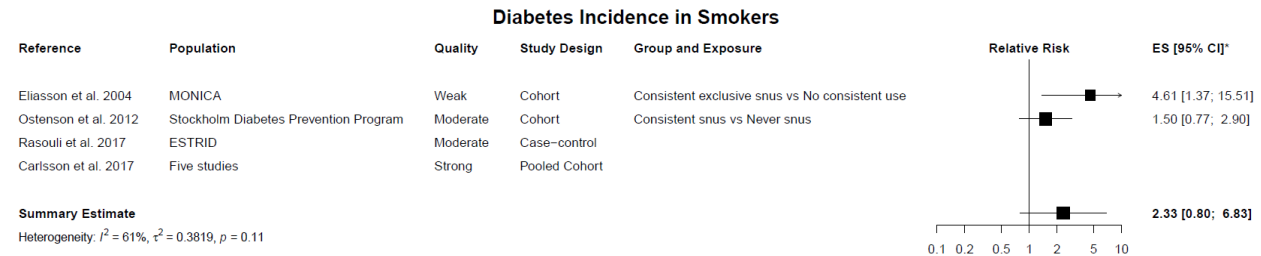 Diabetes Incidence in Smokers
Reference Population Quality Study Design Group and Exposure Relative Risk ES [95% CI]*
Eliasson et al. 2004 MONICA Weak Cohort Consistent exclusive snus vs No consistent use 4.61 [1.37; 15.51]
Ostenson et al. 2012 Stockholm Diabetes Prevention Program Moderate Cohort Consistent snus vs Never snus 1.50 [0.77; 2.90]
Rasouli et al. 2017 ESTRID Moderate Case−control
Carlsson et al. 2017 Five studies Strong Pooled Cohort
Summary Estimate 2.33 [0.80; 6.83]
Heterogeneity: I² = 61%, τ² = 0.3819, p = 0.11
0.1 0.2 0.5 1 2 5 10